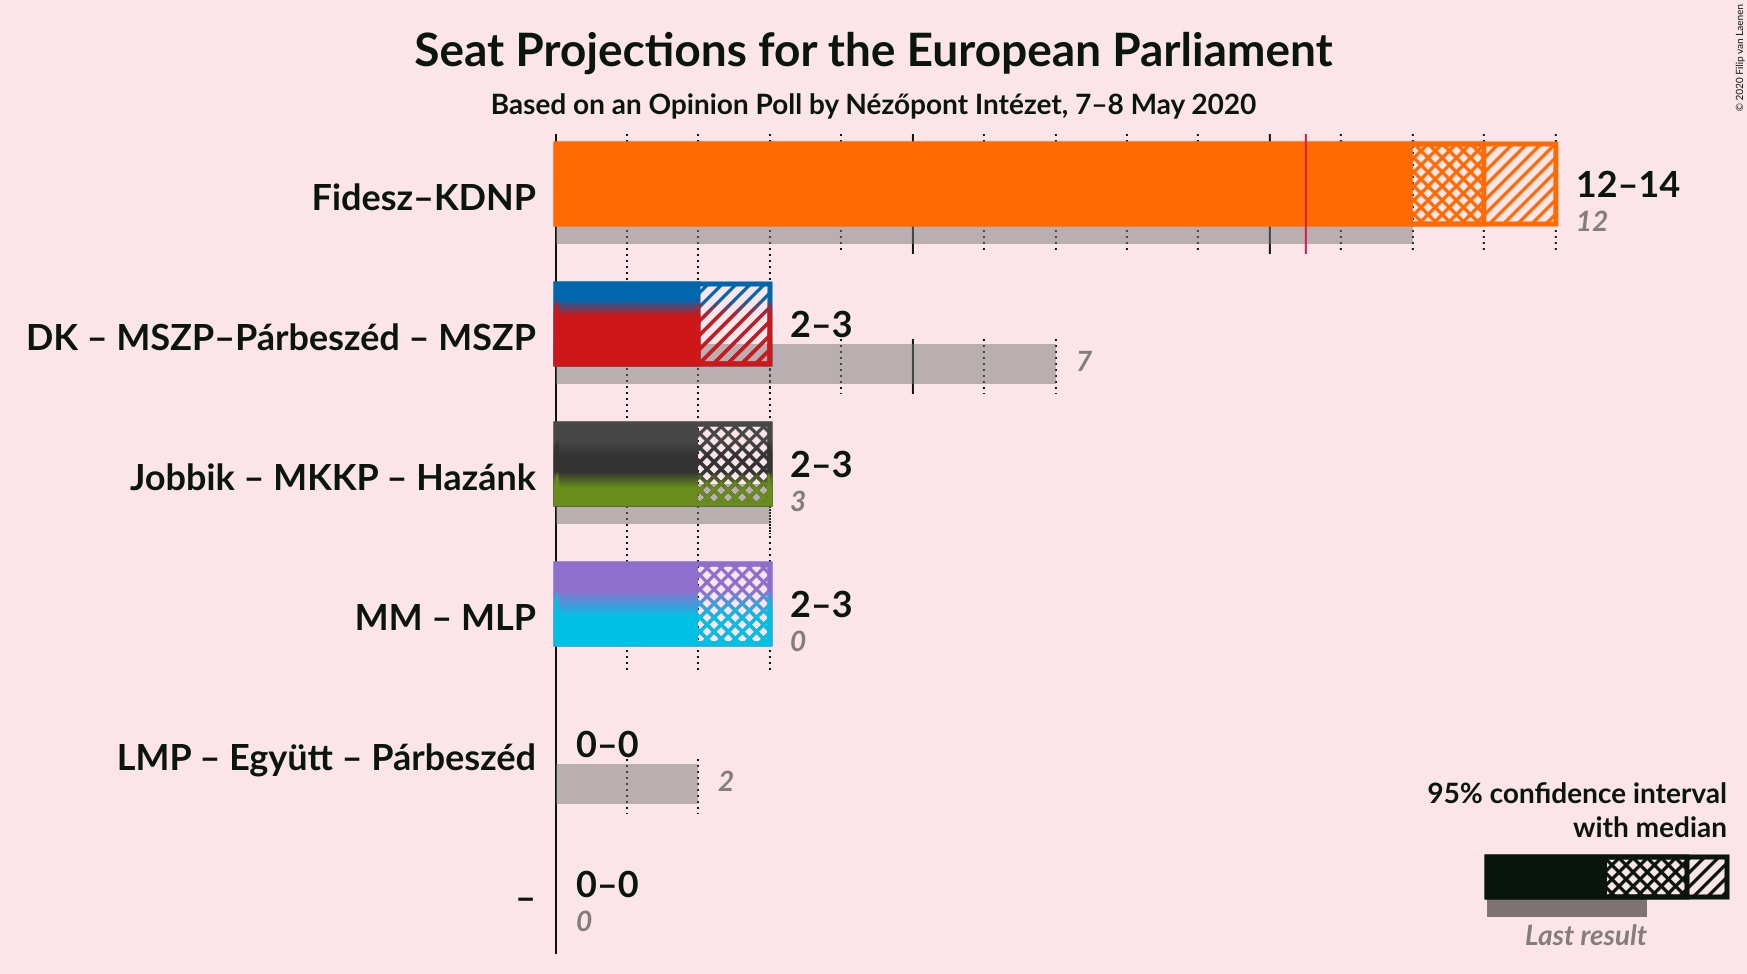 Seat Projections for the European Parliament
Based on an Opinion Poll by Nézőpont Intézet, 7–8 May 2020
© 2020 Filip van Laenen
Fidesz–KDNP
12–14
12
DK – MSZP–Párbeszéd – MSZP
2–3
7
Jobbik – MKKP – Hazánk
2–3
3
MM – MLP
2–3
0
LMP – Együtt – Párbeszéd
0–0
2
–
0–0
0
95% confidence interval
with median
Last result